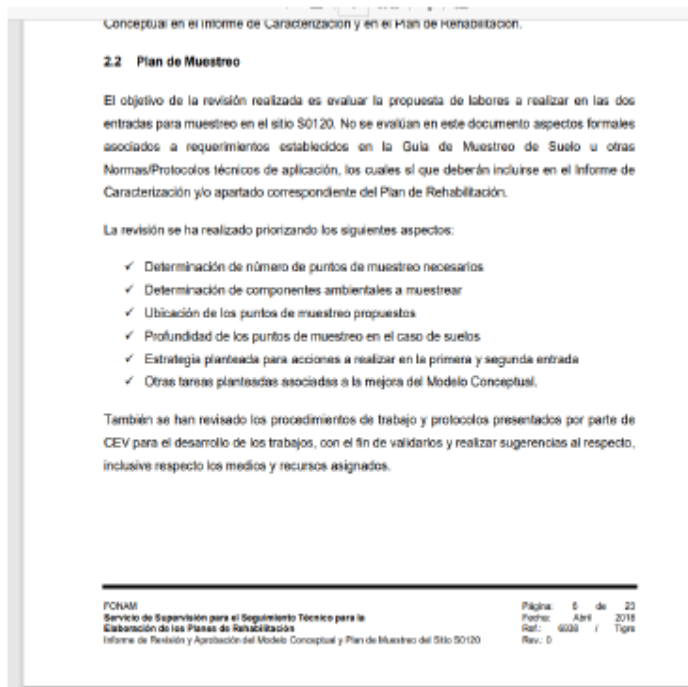 Conceptual en el Informe de Caracterización y en el Plan de Rehabilitación.
2.2 Plan de Muestreo
El objetivo de la revisión realizada es evaluar la propuesta de labores a realizar en las dos
entradas para muestreo en el sitio S0120. No se evalúan en este documento aspectos formales
asociados a requerimientos establecidos en la Guía de Muestreo de Suelo u otras
Normas/Protocolos técnicos de aplicación, los cuales sí que deberán incluirse en el Informe de
Caracterización y/o apartado correspondiente del Plan de Rehabilitación.
La revisión se ha realizado priorizando los siguientes aspectos:
✓ Determinación de número de puntos de muestreo necesarios
✓ Determinación de componentes ambientales a muestrear
✓ Ubicación de los puntos de muestreo propuestos
✓ Profundidad de los puntos de muestreo en el caso de suelos
✓ Estrategia planteada para acciones a realizar en la primera y segunda entrada
✓ Otras tareas planteadas asociadas a la mejora del Modelo Conceptual.
También se han revisado los procedimientos de trabajo y protocolos presentados por parte de
CEV para el desarrollo de los trabajos, con el fin de validarlos y realizar sugerencias al respecto,
inclusive respecto los medios y recursos asignados.
FONAM
Servicio de Supervisión para el Seguimiento Técnico para la
Elaboración de los Planes de Rehabilitación
Informe de Revisión y Aprobación del Modelo Conceptual y Plan de Muestreo del Sitio S0120
Página: 6 de 23
Fecha: Abril 2018
Ref.: 6938 / Tigre
Rev.: 0